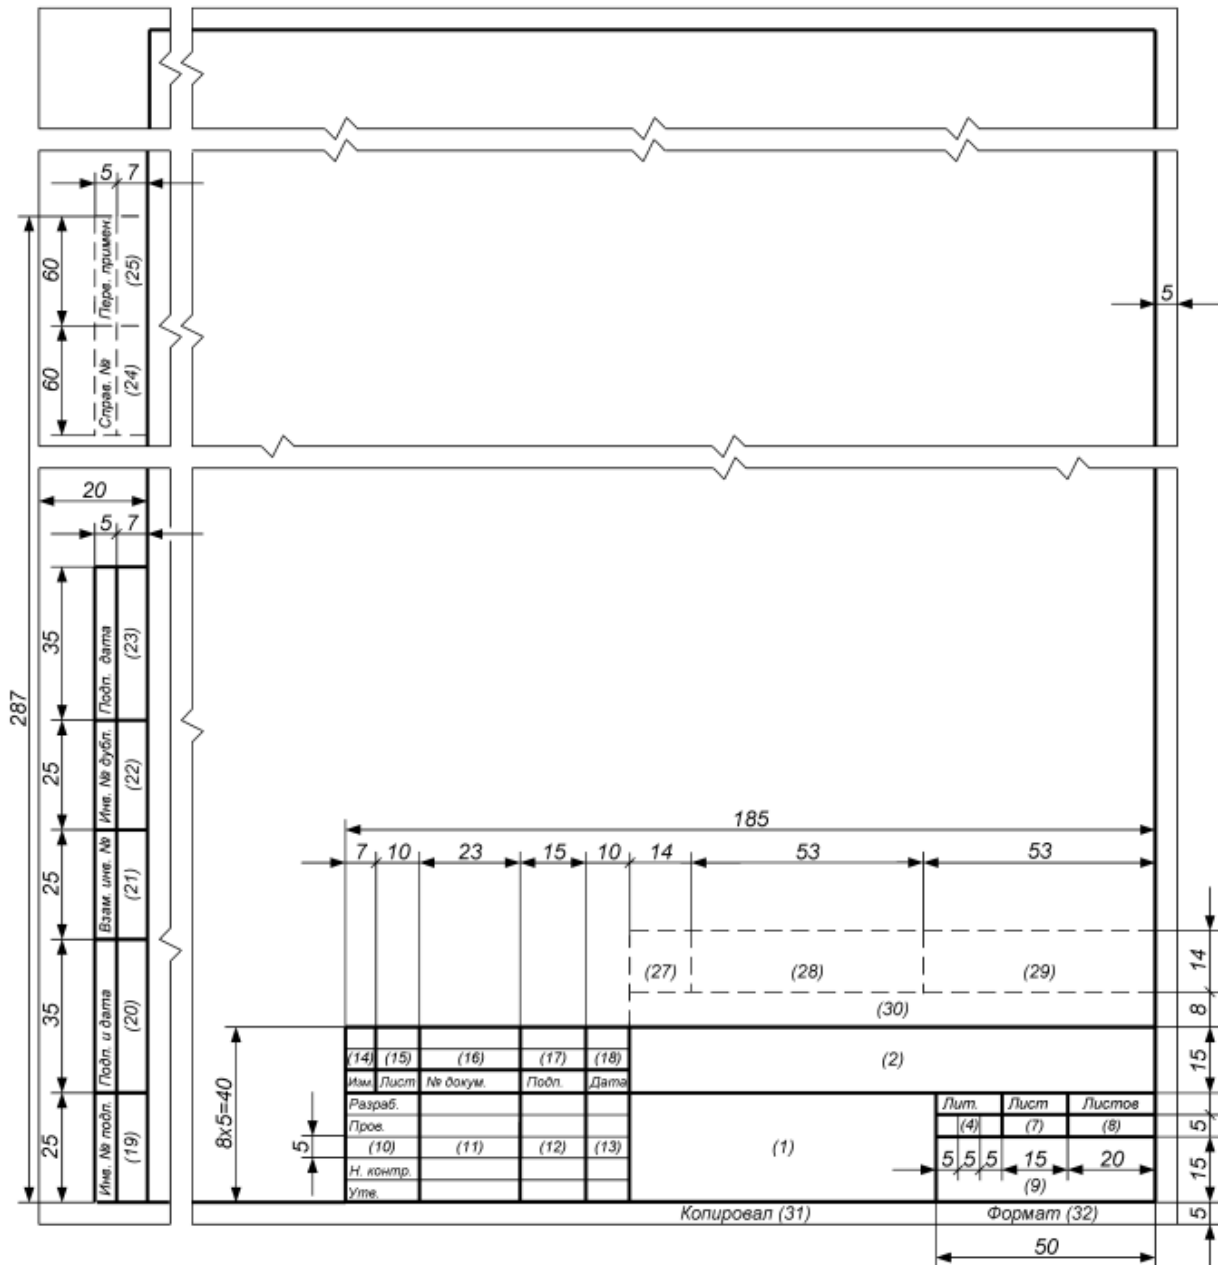 5 7
60 Перв. примен. (25)
5
60 Справ. № (24)
20
5 7
287
35 Подп. дата (23)
25 Инв. № дубл. (22)
25 Взам. инв. № (21)
35 Подп. и дата (20)
25 Инв. № подл. (19)
185
7 10 23 15 10 14 53 53
(27) (28) (29) 14
(30) 8
8x5=40
(14) (15) (16) (17) (18) (2) 15
Изм. Лист № докум. Подп. Дата
Разраб. Лит. Лист Листов
Пров. (4) (7) (8) 5
5 (10) (11) (12) (13) (1)
Н. контр. 5 5 5 15 20 15
Утв. (9)
Копировал (31) Формат (32) 5
50